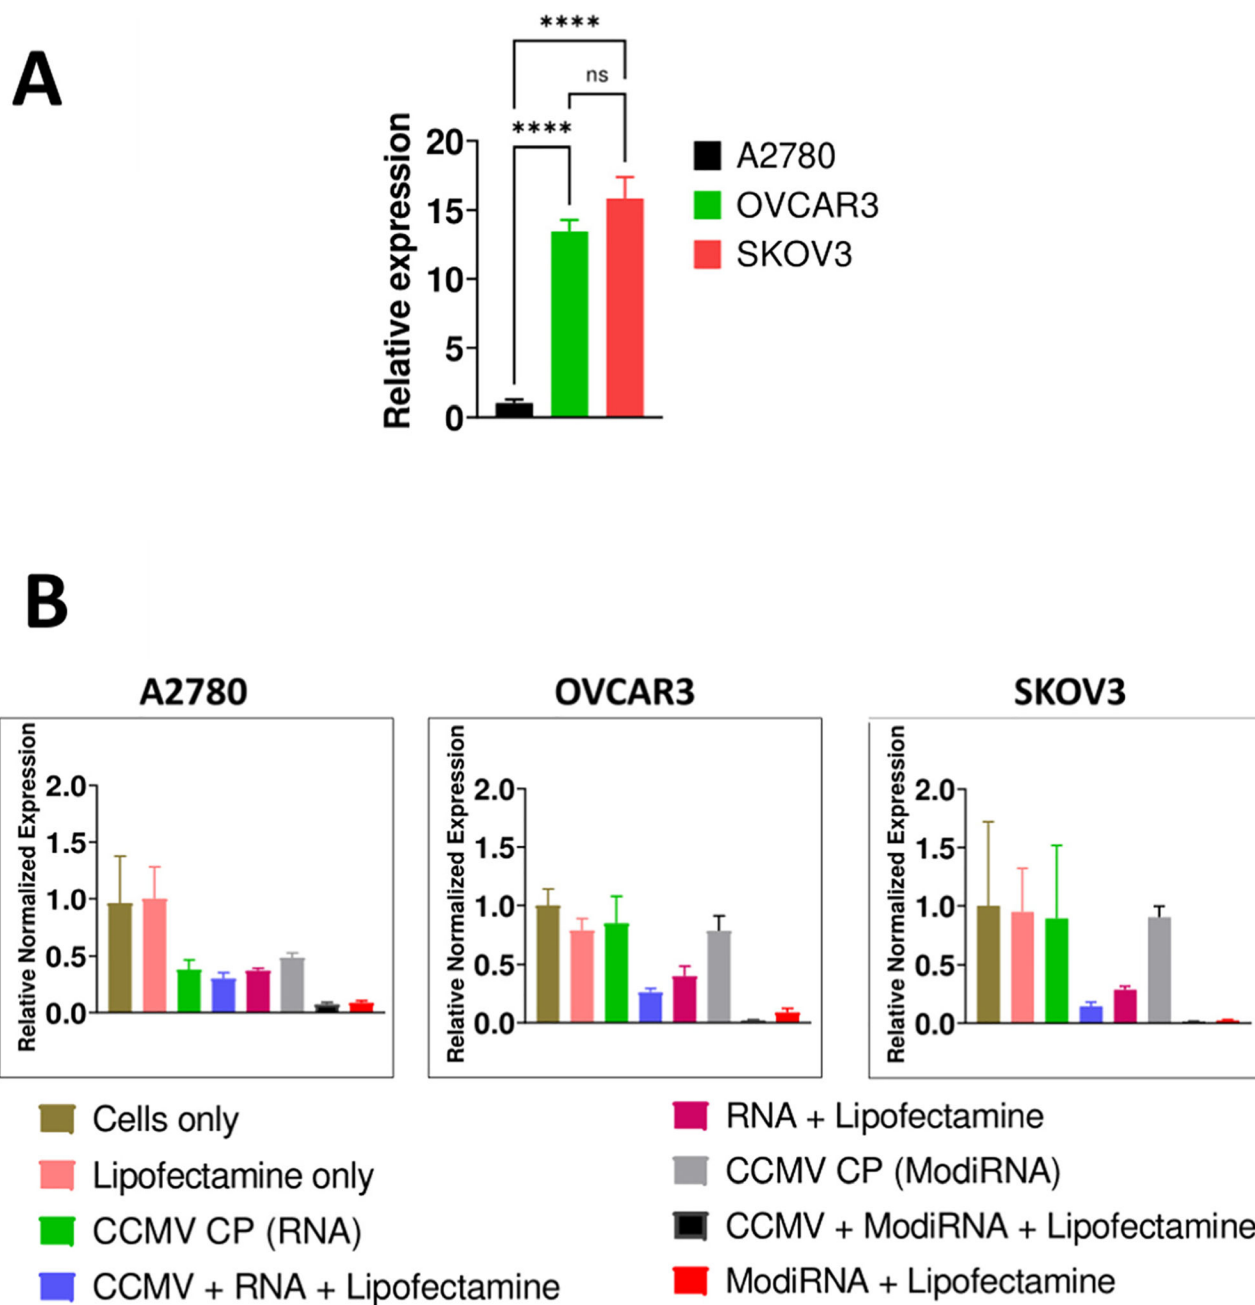 A
****
ns
****
Relative expression
20
15
10
5
0
A2780
OVCAR3
SKOV3
B
A2780
OVCAR3
SKOV3
Relative Normalized Expression
2.0
1.5
1.0
0.5
0.0
Relative Normalized Expression
2.0
1.5
1.0
0.5
0.0
Relative Normalized Expression
2.0
1.5
1.0
0.5
0.0
Cells only
Lipofectamine only
CCMV CP (RNA)
CCMV + RNA + Lipofectamine
RNA + Lipofectamine
CCMV CP (ModiRNA)
CCMV + ModiRNA + Lipofectamine
ModiRNA + Lipofectamine